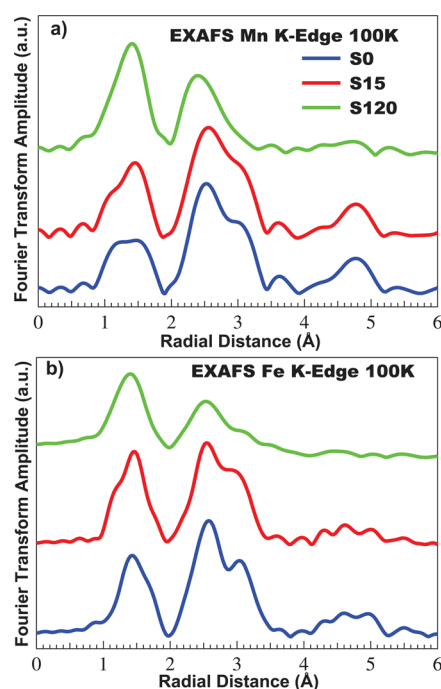 a)
EXAFS Mn K-Edge 100K
S0
S15
S120
Fourier Transform Amplitude (a.u.)
0 1 2 3 4 5 6
Radial Distance (Å)
b)
EXAFS Fe K-Edge 100K
Fourier Transform Amplitude (a.u.)
0 1 2 3 4 5 6
Radial Distance (Å)